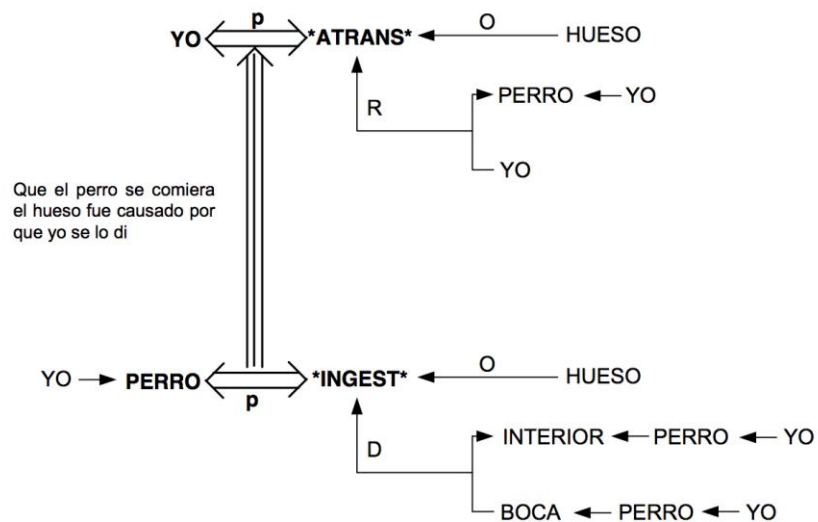 YO p *ATRANS* O HUESO
R PERRO YO
YO
Que el perro se comiera
el hueso fue causado por
que yo se lo di
YO PERRO p *INGEST* O HUESO
D INTERIOR PERRO YO
BOCA PERRO YO